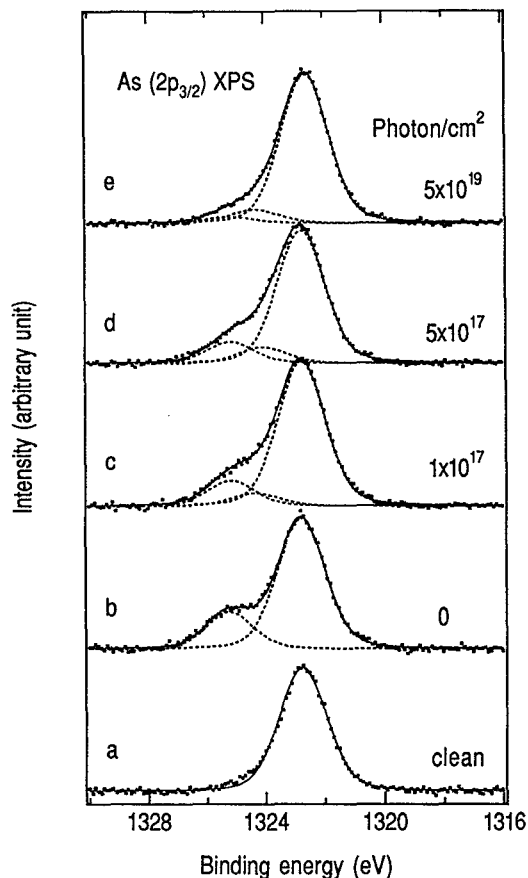 As (2p3/2) XPS
Photon/cm2
e
5x10^19
d
5x10^17
c
1x10^17
b
0
a
clean
Intensity (arbitrary unit)
1328
1324
1320
1316
Binding energy (eV)